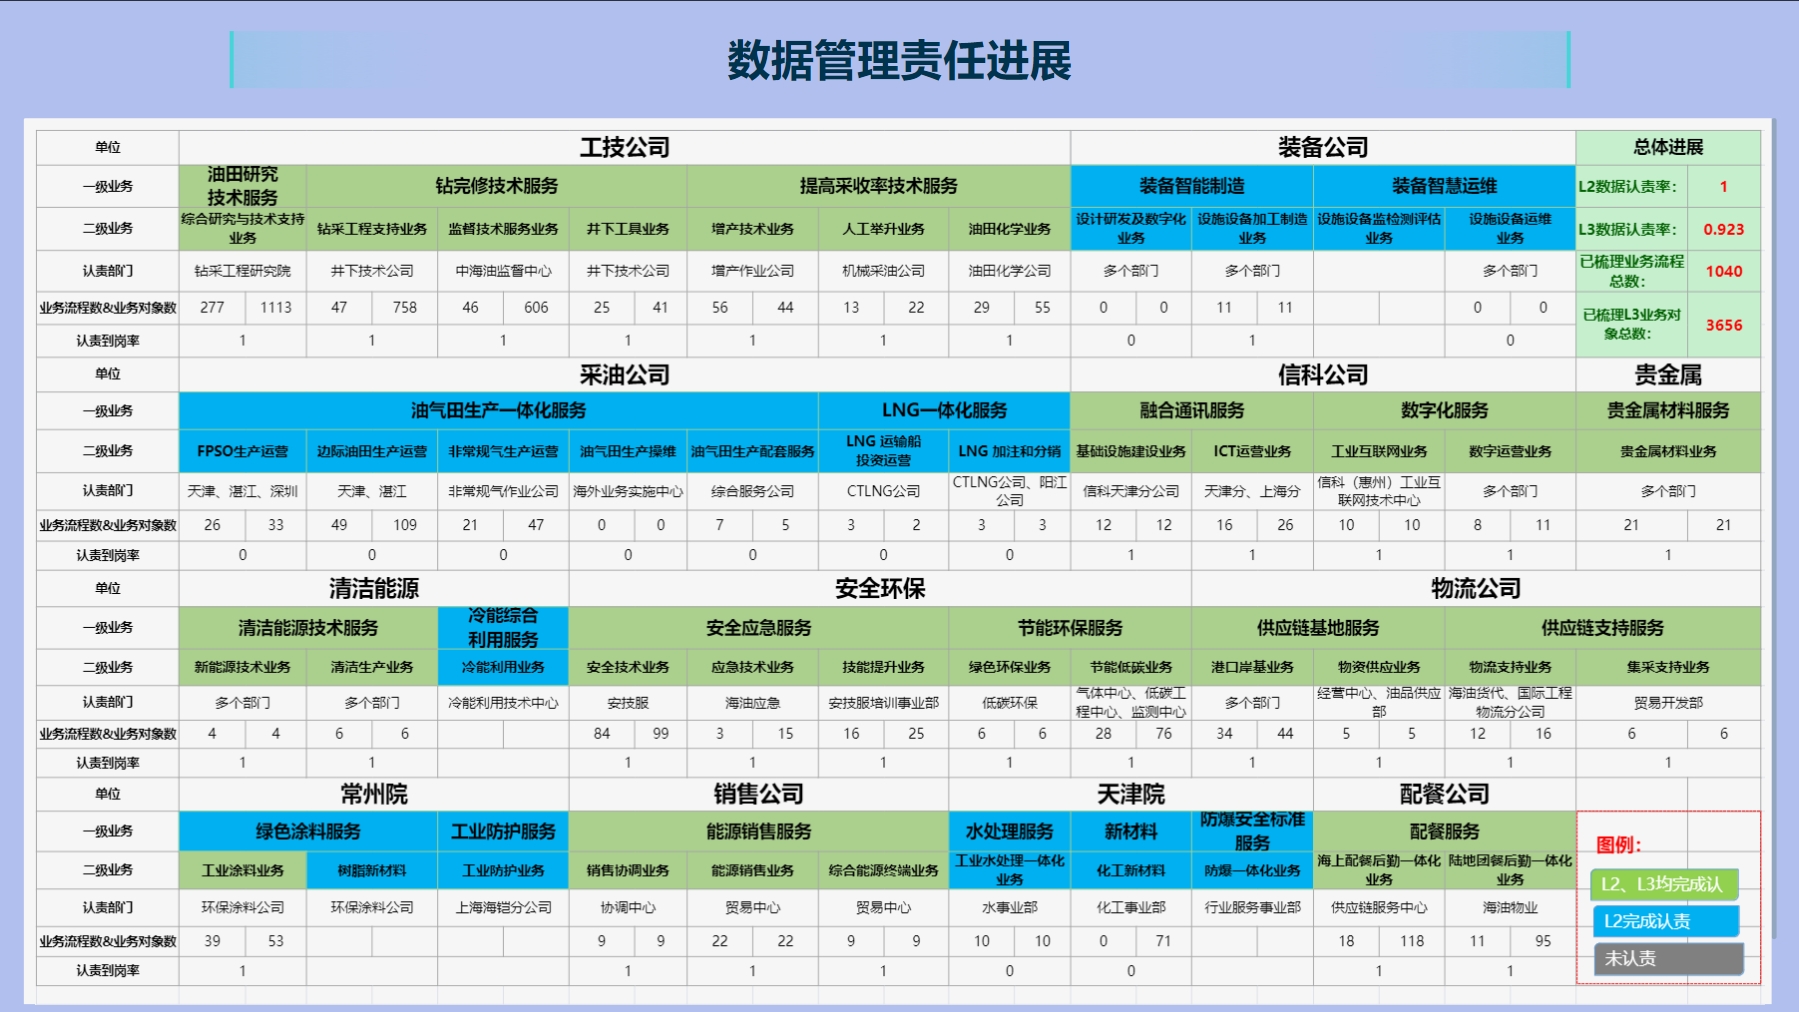 数据管理责任进展
单位 工技公司 装备公司 总体进展
一级业务 油田研究技术服务 钻完修技术服务 提高采收率技术服务 装备智能制造 装备智慧运维 L2数据认责率： 1
二级业务 综合研究与技术支持业务 钻采工程支持业务 监督技术服务业务 井下工具业务 增产技术业务 人工举升业务 油田化学业务 设计研发及数字化业务 设施设备加工制造业务 设施设备监检测评估业务 设施设备运维业务 L3数据认责率： 0.923
认责部门 钻采工程研究院 井下技术公司 中海油监督中心 井下技术公司 增产作业公司 机械采油公司 油田化学公司 多个部门 多个部门 多个部门 已梳理业务流程总数： 1040
业务流程数&业务对象数 277 1113 47 758 46 606 25 41 56 44 13 22 29 55 0 0 11 11 0 0 已梳理L3业务对象总数： 3656
认责到岗率 1 1 1 1 1 1 1 0 1 0
单位 采油公司 信科公司 贵金属
一级业务 油气田生产一体化服务 LNG一体化服务 融合通讯服务 数字化服务 贵金属材料服务
二级业务 FPSO生产运营 边际油田生产运营 非常规气生产运营 油气田生产操维 油气田生产配套服务 LNG 运输船投资运营 LNG 加注和分销 基础设施建设业务 ICT运营业务 工业互联网业务 数字运营业务 贵金属材料业务
认责部门 天津、湛江、深圳 天津、湛江 非常规气作业公司 海外业务实施中心 综合服务公司 CTLNG公司 CTLNG公司、阳江公司 信科天津分公司 天津分、上海分 信科（惠州）工业互联网技术中心 多个部门 多个部门
业务流程数&业务对象数 26 33 49 109 21 47 0 0 7 5 3 2 3 3 12 12 16 26 10 10 8 11 21 21
认责到岗率 0 0 0 0 0 0 0 1 1 1 1 1
单位 清洁能源 安全环保 物流公司
一级业务 清洁能源技术服务 冷能综合利用服务 安全应急服务 节能环保服务 供应链基地服务 供应链支持服务
二级业务 新能源技术业务 清洁生产业务 冷能利用业务 安全技术业务 应急技术业务 技能提升业务 绿色环保业务 节能低碳业务 港口岸基业务 物资供应业务 物流支持业务 集采支持业务
认责部门 多个部门 多个部门 冷能利用技术中心 安技服 海油应急 安技服培训事业部 低碳环保 气体中心、低碳工程中心、监测中心 多个部门 经营中心、油品供应部 海油货代、国际工程物流分公司 贸易开发部
业务流程数&业务对象数 4 4 6 6 84 99 3 15 16 25 6 6 28 76 34 44 5 5 12 16 6 6
认责到岗率 1 1 1 1 1 1 1 1 1 1 1
单位 常州院 销售公司 天津院 配餐公司
一级业务 绿色涂料服务 工业防护服务 能源销售服务 水处理服务 新材料 防爆安全标准服务 配餐服务
二级业务 工业涂料业务 树脂新材料 工业防护业务 销售协调业务 能源销售业务 综合能源终端业务 工业水处理一体化业务 化工新材料 防爆一体化业务 海上配餐后勤一体化业务 陆地团餐后勤一体化业务
认责部门 环保涂料公司 环保涂料公司 上海海铠分公司 协调中心 贸易中心 贸易中心 水事业部 化工事业部 行业服务事业部 供应链服务中心 海油物业
业务流程数&业务对象数 39 53 9 9 22 22 9 9 10 10 0 71 18 118 11 95
认责到岗率 1 1 1 1 0 0 1 1
图例：
L2、L3均完成认
L2完成认责
未认责